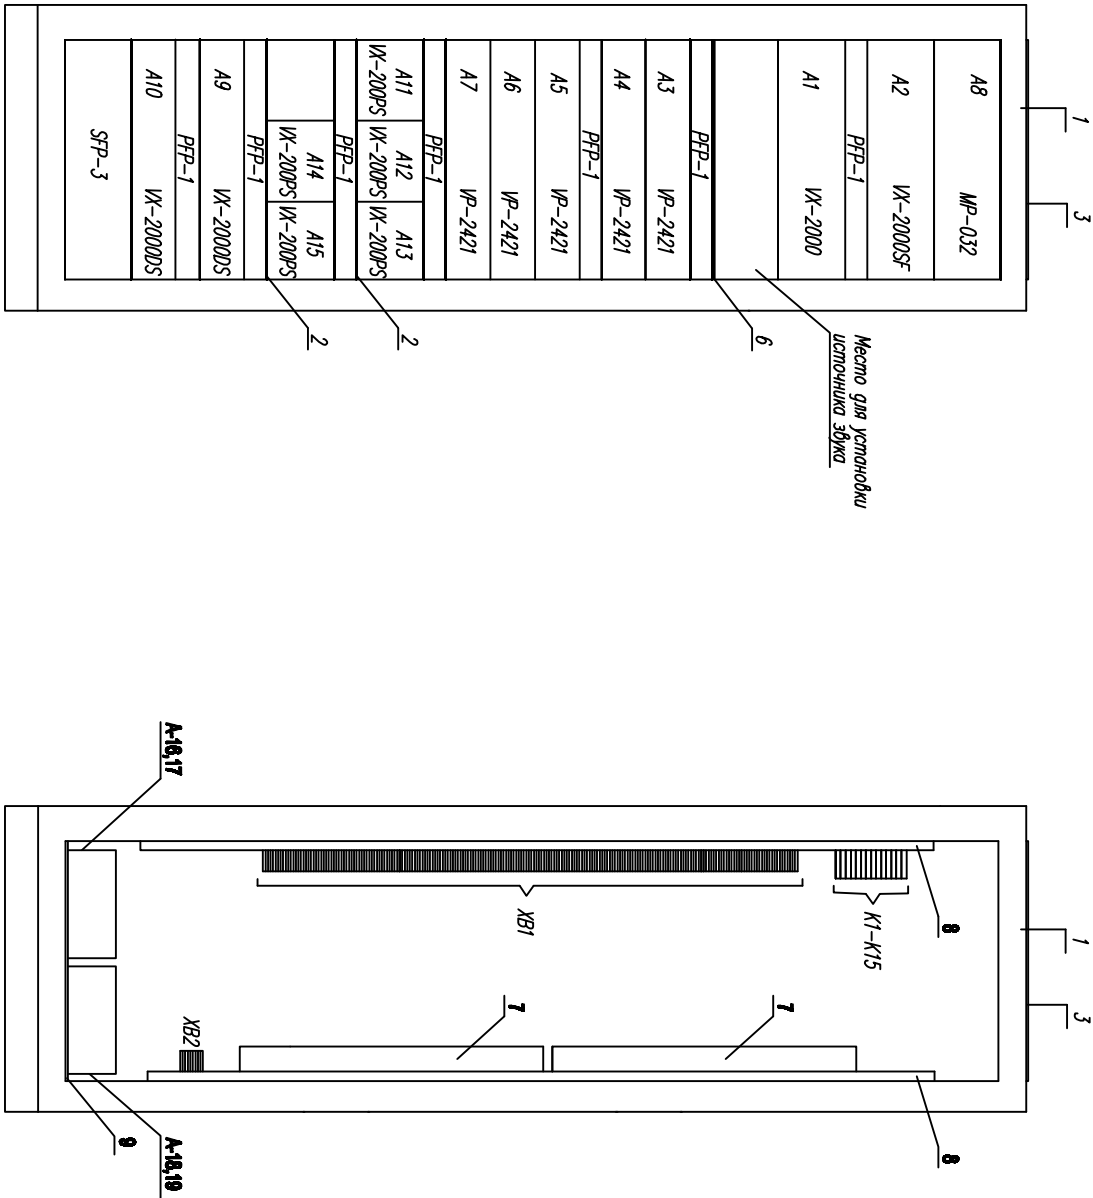 1
3
A8 MP-032
A2 VX-2000SF
PFP-1
A1 VX-2000
Место для установки
источника звука
6
PFP-1
A3 VP-2421
A4 VP-2421
PFP-1
A5 VP-2421
A6 VP-2421
A7 VP-2421
PFP-1
A11 A12 A13
VX-200PS VX-200PS VX-200PS
2
PFP-1
A14 A15
VX-200PS VX-200PS
2
PFP-1
A9 VX-2000DS
PFP-1
A10 VX-2000DS
SFP-3
1
3
8
8
K1-K15
XB1
7
7
XB2
A-16,17
A-18,19
9